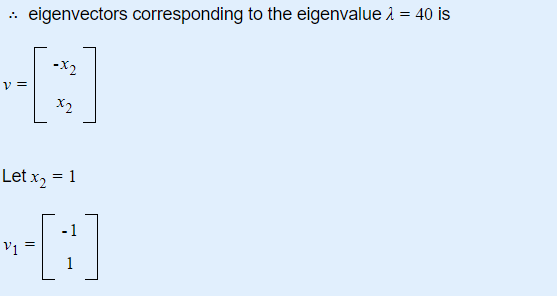 ∴ eigenvectors corresponding to the eigenvalue λ = 40 is
v = [ -x₂
x₂ ]
Let x₂ = 1
v₁ = [ -1
1 ]